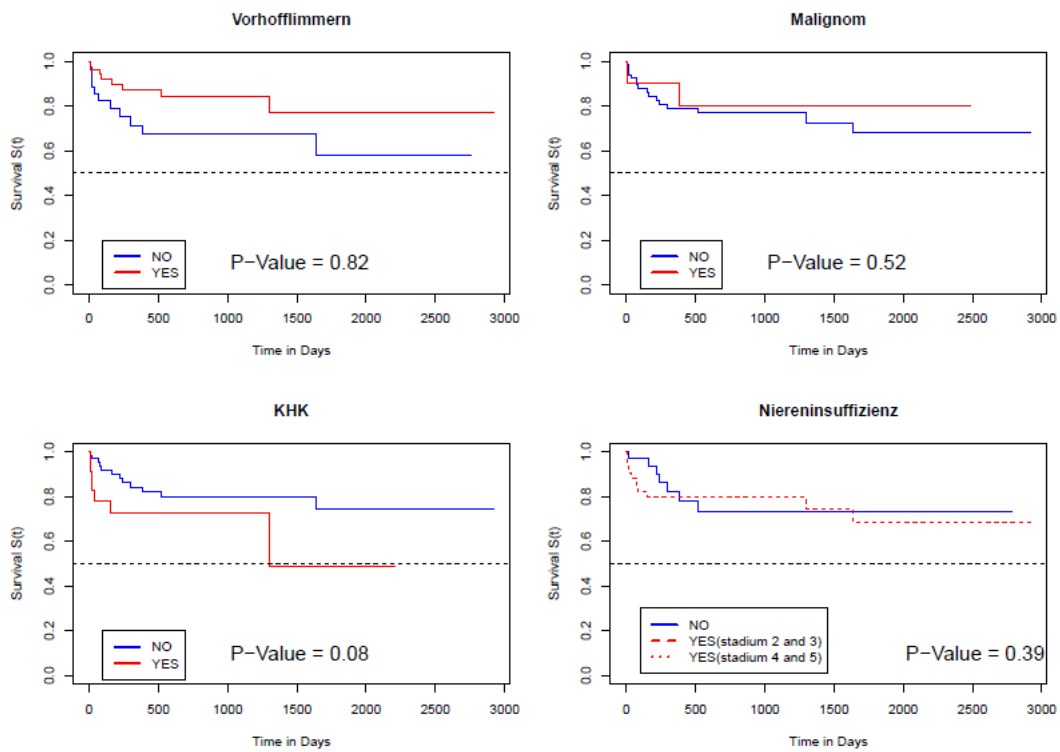 Vorhofflimmern
Survival S(t)
1.0
0.8
0.6
0.4
0.2
0.0
NO
YES
P-Value = 0.82
0 500 1000 1500 2000 2500 3000
Time in Days
Malignom
Survival S(t)
1.0
0.8
0.6
0.4
0.2
0.0
NO
YES
P-Value = 0.52
0 500 1000 1500 2000 2500 3000
Time in Days
KHK
Survival S(t)
1.0
0.8
0.6
0.4
0.2
0.0
NO
YES
P-Value = 0.08
0 500 1000 1500 2000 2500 3000
Time in Days
Niereninsuffizienz
Survival S(t)
1.0
0.8
0.6
0.4
0.2
0.0
NO
YES(stadium 2 and 3)
YES(stadium 4 and 5)
P-Value = 0.39
0 500 1000 1500 2000 2500 3000
Time in Days